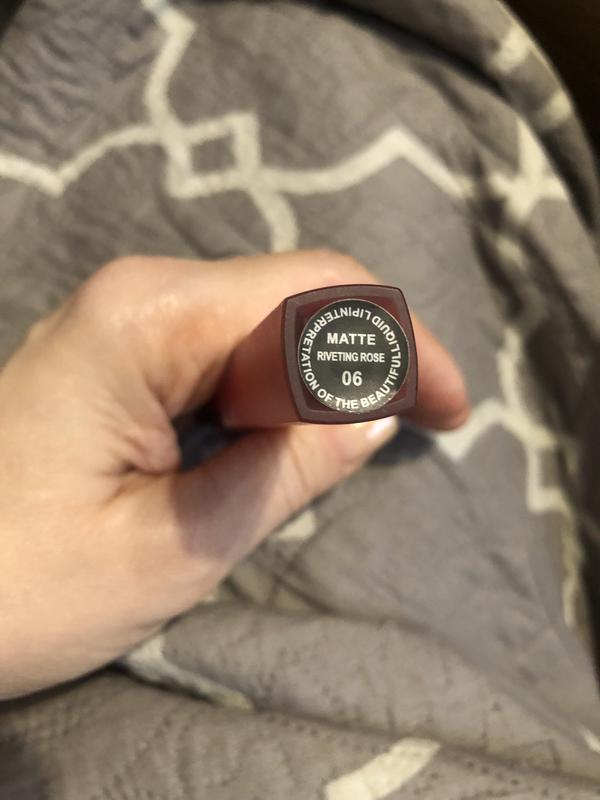 MATTE
RIVETING ROSE
06
INTERPRETATION OF THE BEAUTIFUL LIQUID LIP